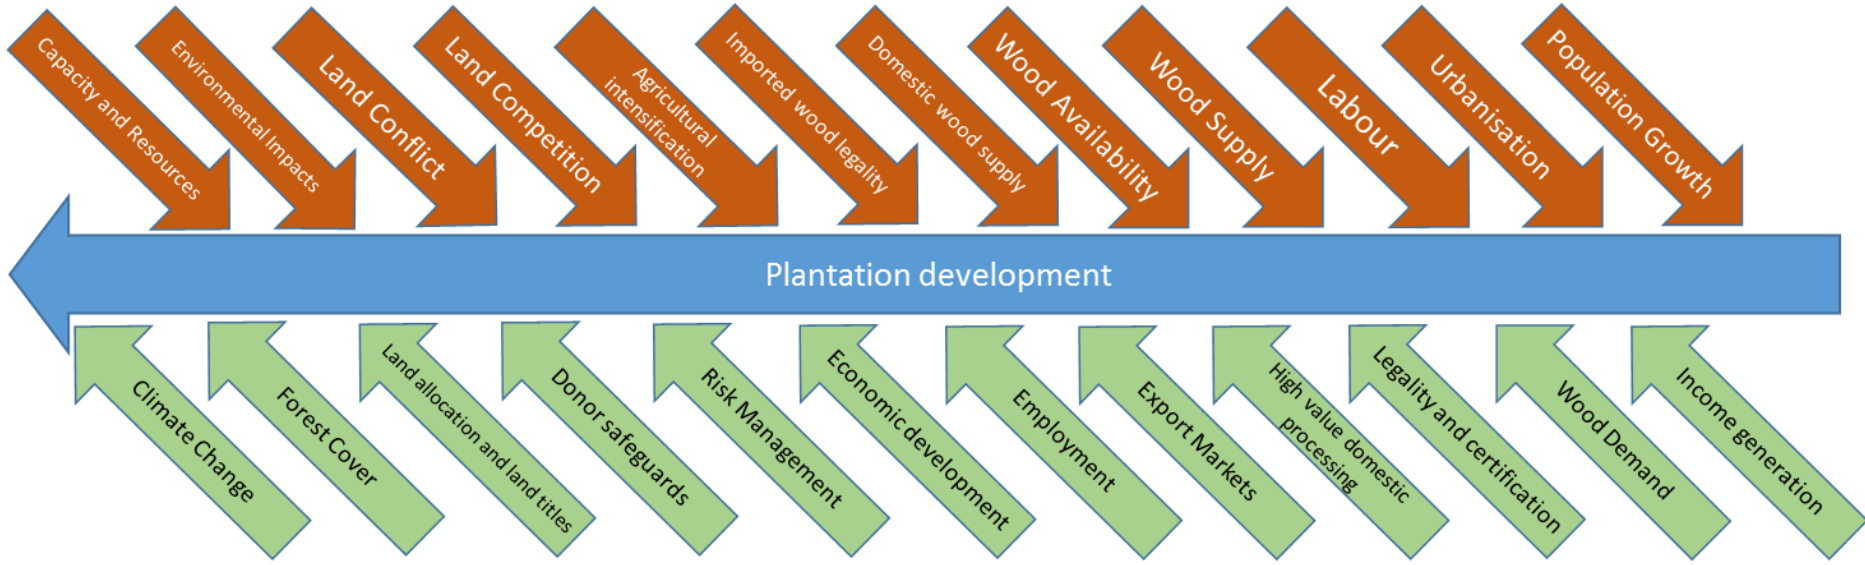 Capacity and Resources
Environmental Impacts
Land Conflict
Land Competition
Agricultural
intensification
Imported wood legality
Domestic wood supply
Wood Availability
Wood Supply
Labour
Urbanisation
Population Growth
Plantation development
Climate Change
Forest Cover
Land allocation and land titles
Donor safeguards
Risk Management
Economic development
Employment
Export Markets
High value domestic
processing
Legality and certification
Wood Demand
Income generation